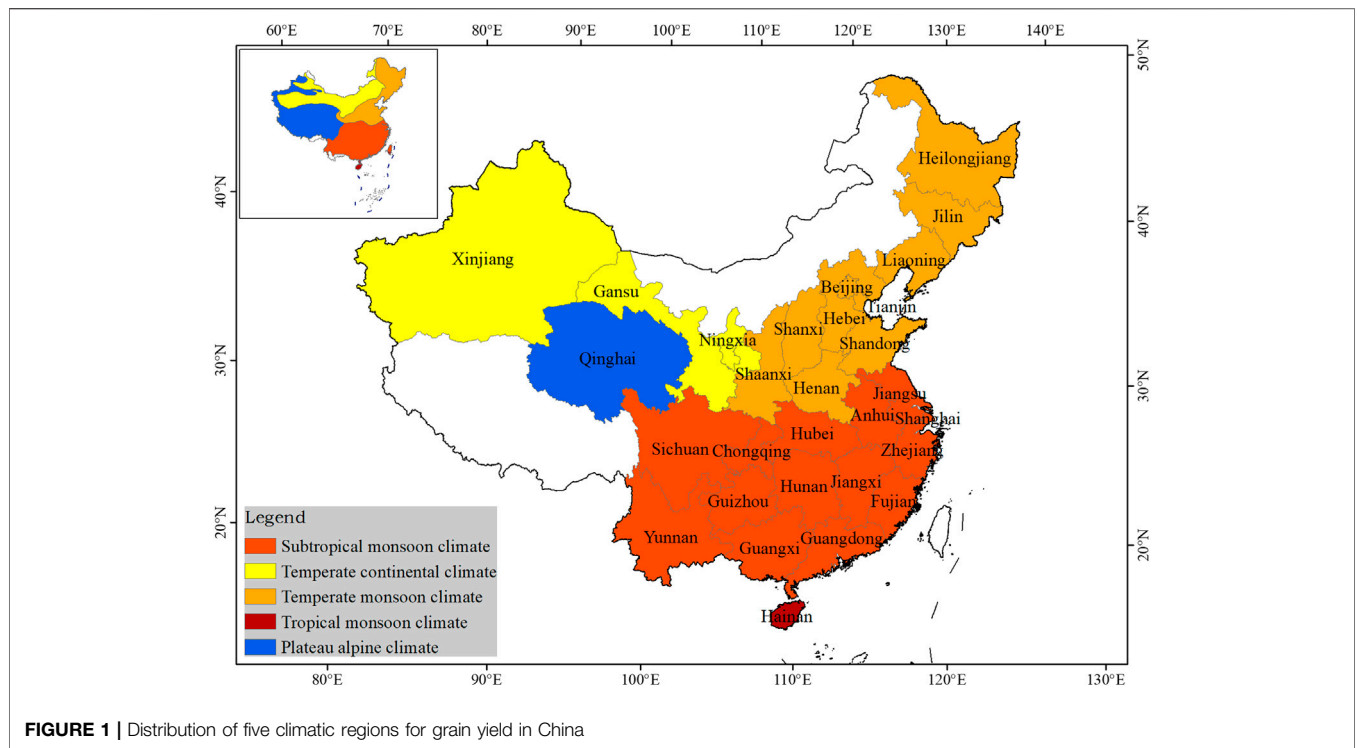 60°E 70°E 80°E 90°E 100°E 110°E 120°E 130°E 140°E
50°N
Heilongjiang
40°N
Jilin
40°N
Xinjiang
Liaoning
Gansu
Beijing
Tianjin
Hebei
Shanxi
Ningxia
Shandong
30°N
Qinghai
Shaanxi
30°N
Henan
Jiangsu
Anhui
Shanghai
Hubei
Sichuan
Chongqing
Zhejiang
Hunan
Jiangxi
Guizhou
Fujian
20°N
Yunnan
Guangxi
Guangdong
20°N
Hainan
Legend
Subtropical monsoon climate
Temperate continental climate
Temperate monsoon climate
Tropical monsoon climate
Plateau alpine climate
80°E 90°E 100°E 110°E 120°E 130°E
FIGURE 1 | Distribution of five climatic regions for grain yield in China